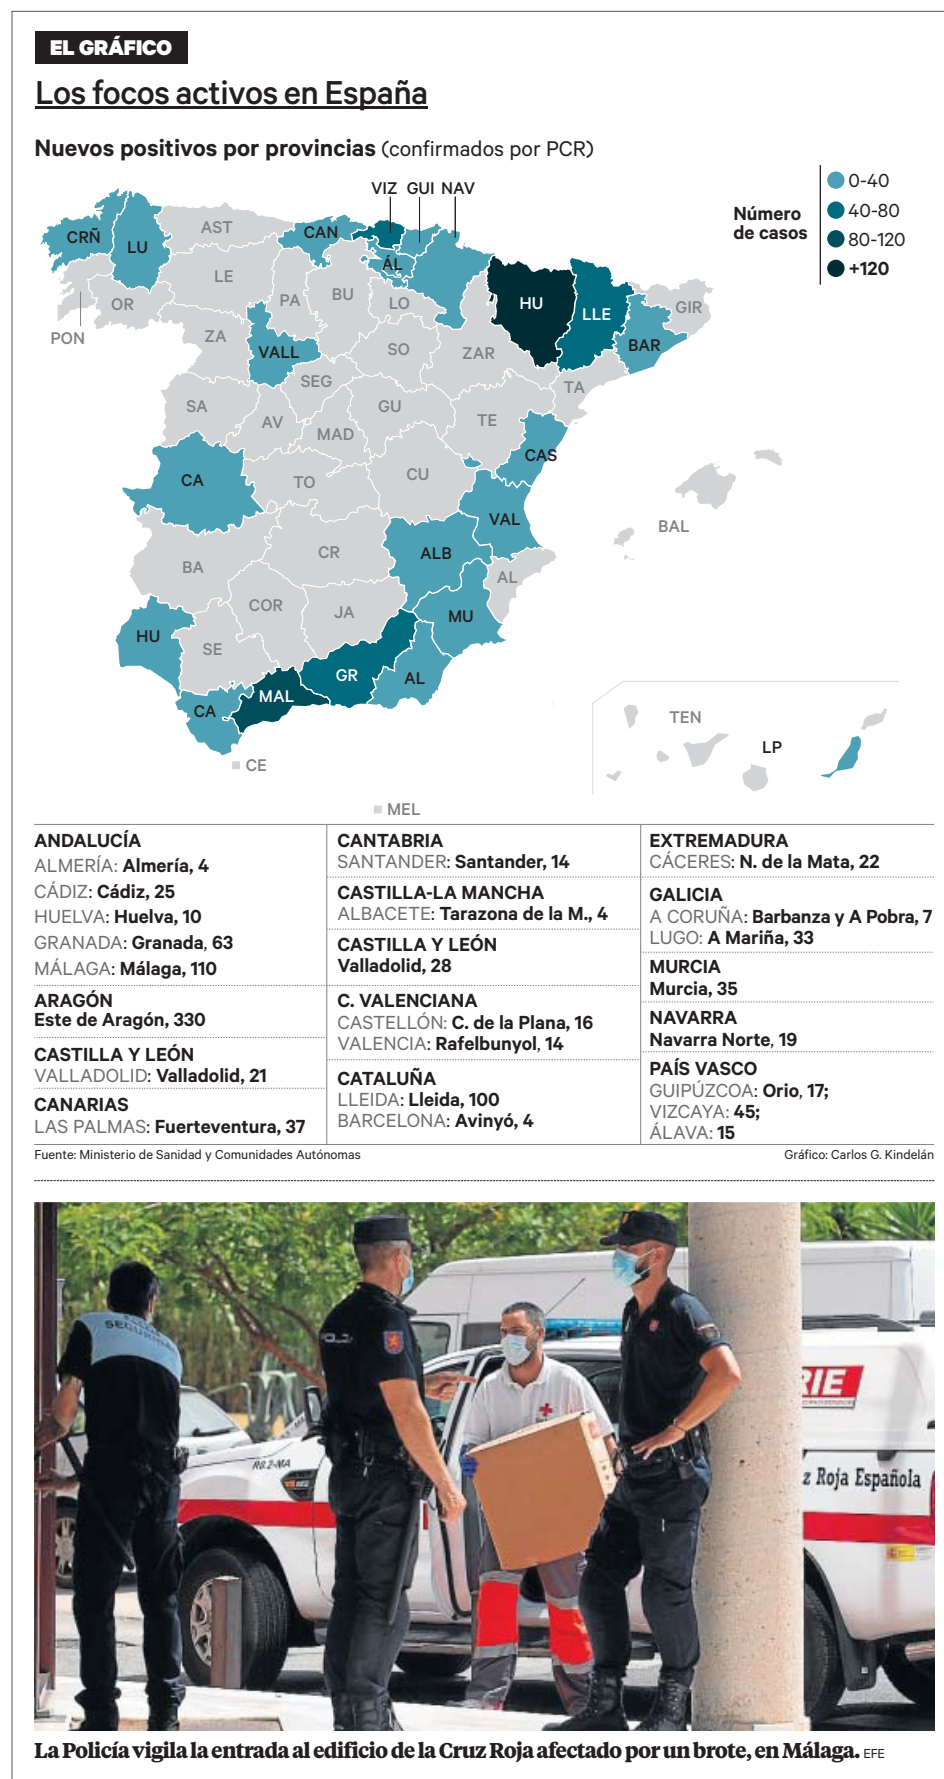 EL GRÁFICO
Los focos activos en España
Nuevos positivos por provincias (confirmados por PCR)
Número
de casos
0-40
40-80
80-120
+120
VIZ GUI NAV
CRÑ
LU
AST
CAN
ÁL
LE
PA
BU
LO
HU
LLE
GIR
OR
PON
ZA
VALL
SO
ZAR
BAR
SEG
TA
SA
AV
MAD
GU
TE
CA
TO
CU
CAS
BAL
VAL
BA
CR
ALB
AL
COR
JA
MU
HU
SE
GR
AL
CA
MAL
CE
TEN
LP
MEL
ANDALUCÍA
ALMERÍA: Almería, 4
CÁDIZ: Cádiz, 25
HUELVA: Huelva, 10
GRANADA: Granada, 63
MÁLAGA: Málaga, 110
ARAGÓN
Este de Aragón, 330
CASTILLA Y LEÓN
VALLADOLID: Valladolid, 21
CANARIAS
LAS PALMAS: Fuerteventura, 37
CANTABRIA
SANTANDER: Santander, 14
CASTILLA-LA MANCHA
ALBACETE: Tarazona de la M., 4
CASTILLA Y LEÓN
Valladolid, 28
C. VALENCIANA
CASTELLÓN: C. de la Plana, 16
VALENCIA: Rafelbunyol, 14
CATALUÑA
LLEIDA: Lleida, 100
BARCELONA: Avinyó, 4
EXTREMADURA
CÁCERES: N. de la Mata, 22
GALICIA
A CORUÑA: Barbanza y A Pobra, 7
LUGO: A Mariña, 33
MURCIA
Murcia, 35
NAVARRA
Navarra Norte, 19
PAÍS VASCO
GUIPÚZCOA: Orio, 17;
VIZCAYA: 45;
ÁLAVA: 15
Fuente: Ministerio de Sanidad y Comunidades Autónomas
Gráfico: Carlos G. Kindelán
RIE
z Roja Española
La Policía vigila la entrada al edificio de la Cruz Roja afectado por un brote, en Málaga. EFE